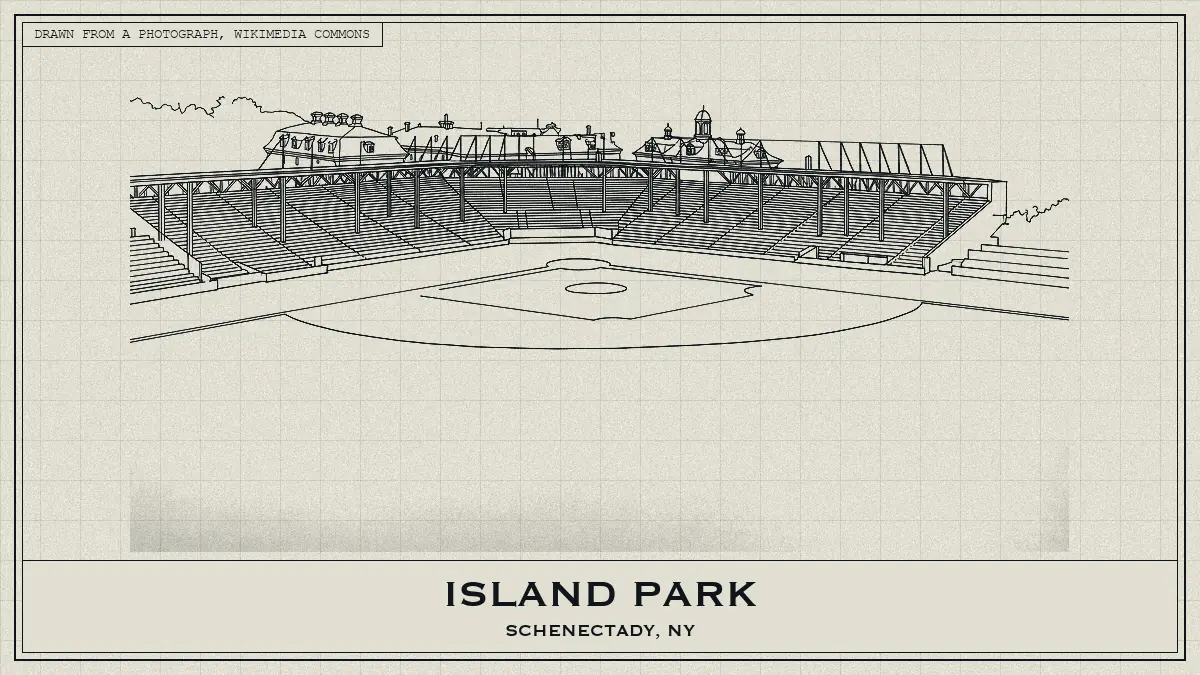 DRAWN FROM A PHOTOGRAPH, WIKIMEDIA COMMONS
ISLAND PARK
SCHENECTADY, NY